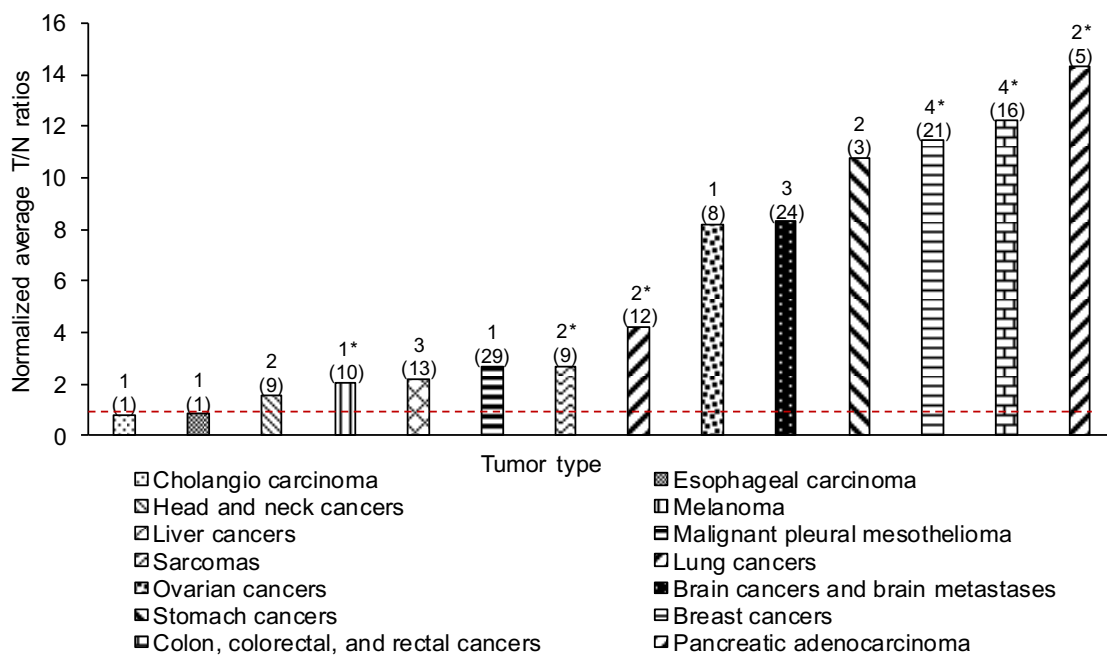 Normalized average T/N ratios
16
14
12
10
8
6
4
2
0
1
(1)
1
(1)
2
(9)
1*
(10)
3
(13)
1
(29)
2*
(9)
2*
(12)
1
(8)
3
(24)
2
(3)
4*
(21)
4*
(16)
2*
(5)
Tumor type
Cholangio carcinoma
Esophageal carcinoma
Head and neck cancers
Melanoma
Liver cancers
Malignant pleural mesothelioma
Sarcomas
Lung cancers
Ovarian cancers
Brain cancers and brain metastases
Stomach cancers
Breast cancers
Colon, colorectal, and rectal cancers
Pancreatic adenocarcinoma